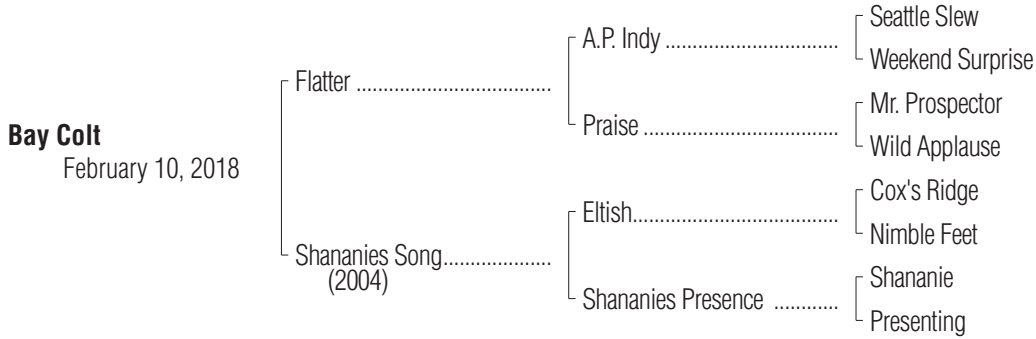 Seattle Slew
A.P. Indy ...................................
Weekend Surprise
Flatter .......................................
Mr. Prospector
Praise .......................................
Wild Applause
Bay Colt
February 10, 2018
Cox's Ridge
Eltish.........................................
Nimble Feet
Shananies Song.....................
(2004)
Shananie
Shananies Presence .............
Presenting